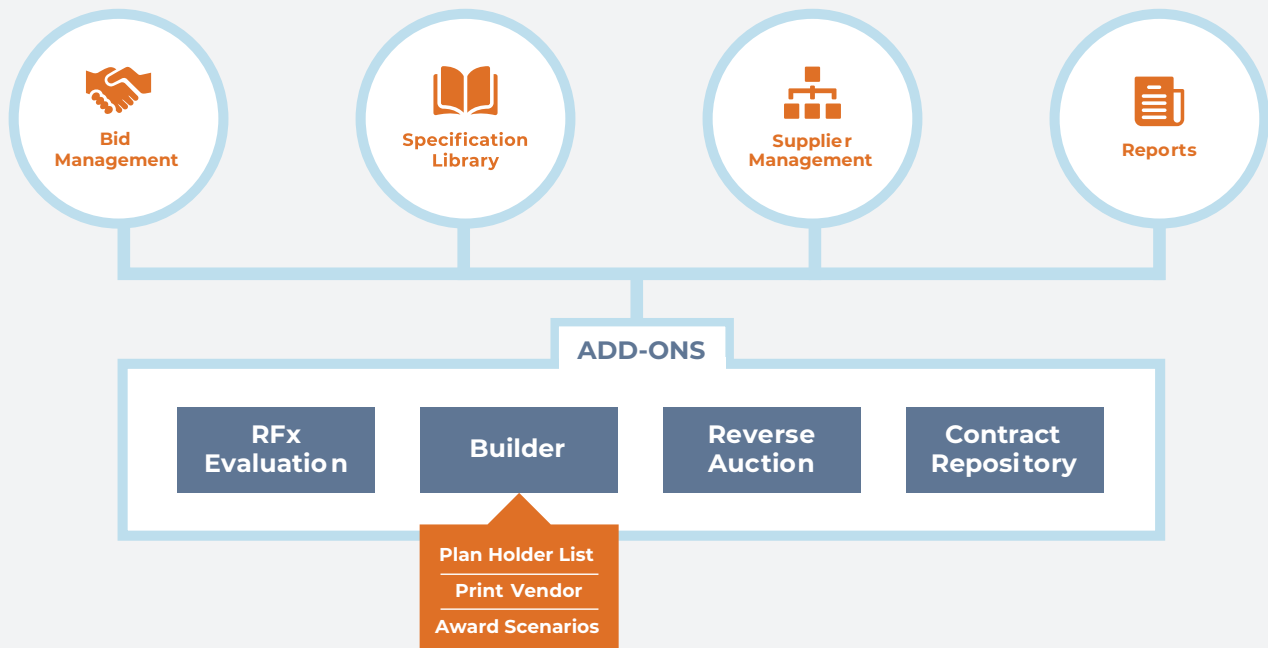 Bid
Management
Specification
Library
Supplier
Management
Reports
ADD-ONS
RFx
Evaluation
Builder
Reverse
Auction
Contract
Repository
Plan Holder List
Print Vendor
Award Scenarios